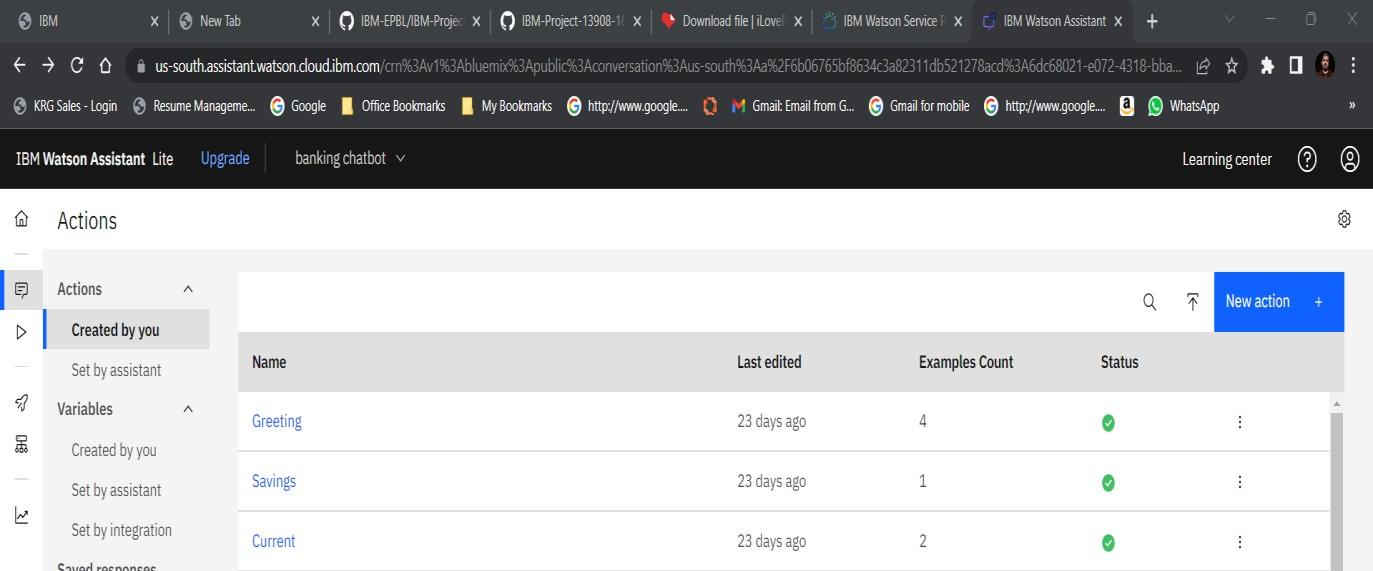 IBM
New Tab
IBM-EPBL/IBM-Projec
IBM-Project-13908-16
Download file | iLoveP
IBM Watson Service P
IBM Watson Assistant
us-south.assistant.watson.cloud.ibm.com/crn%3Av1%3Abluemix%3Apublic%3Aconversation%3Aus-south%3Aa%2F6b06765bf8634c3a82311db521278acd%3A6dc68021-e072-4318-bba...
KRG Sales - Login
Resume Manageme...
Google
Office Bookmarks
My Bookmarks
http://www.google....
Gmail: Email from G...
Gmail for mobile
http://www.google....
WhatsApp
IBM Watson Assistant Lite
Upgrade
banking chatbot
Learning center
Actions
Actions
Created by you
Set by assistant
Variables
Created by you
Set by assistant
Set by integration
Saved responses
New action +
Name Last edited Examples Count Status
Greeting 23 days ago 4
Savings 23 days ago 1
Current 23 days ago 2